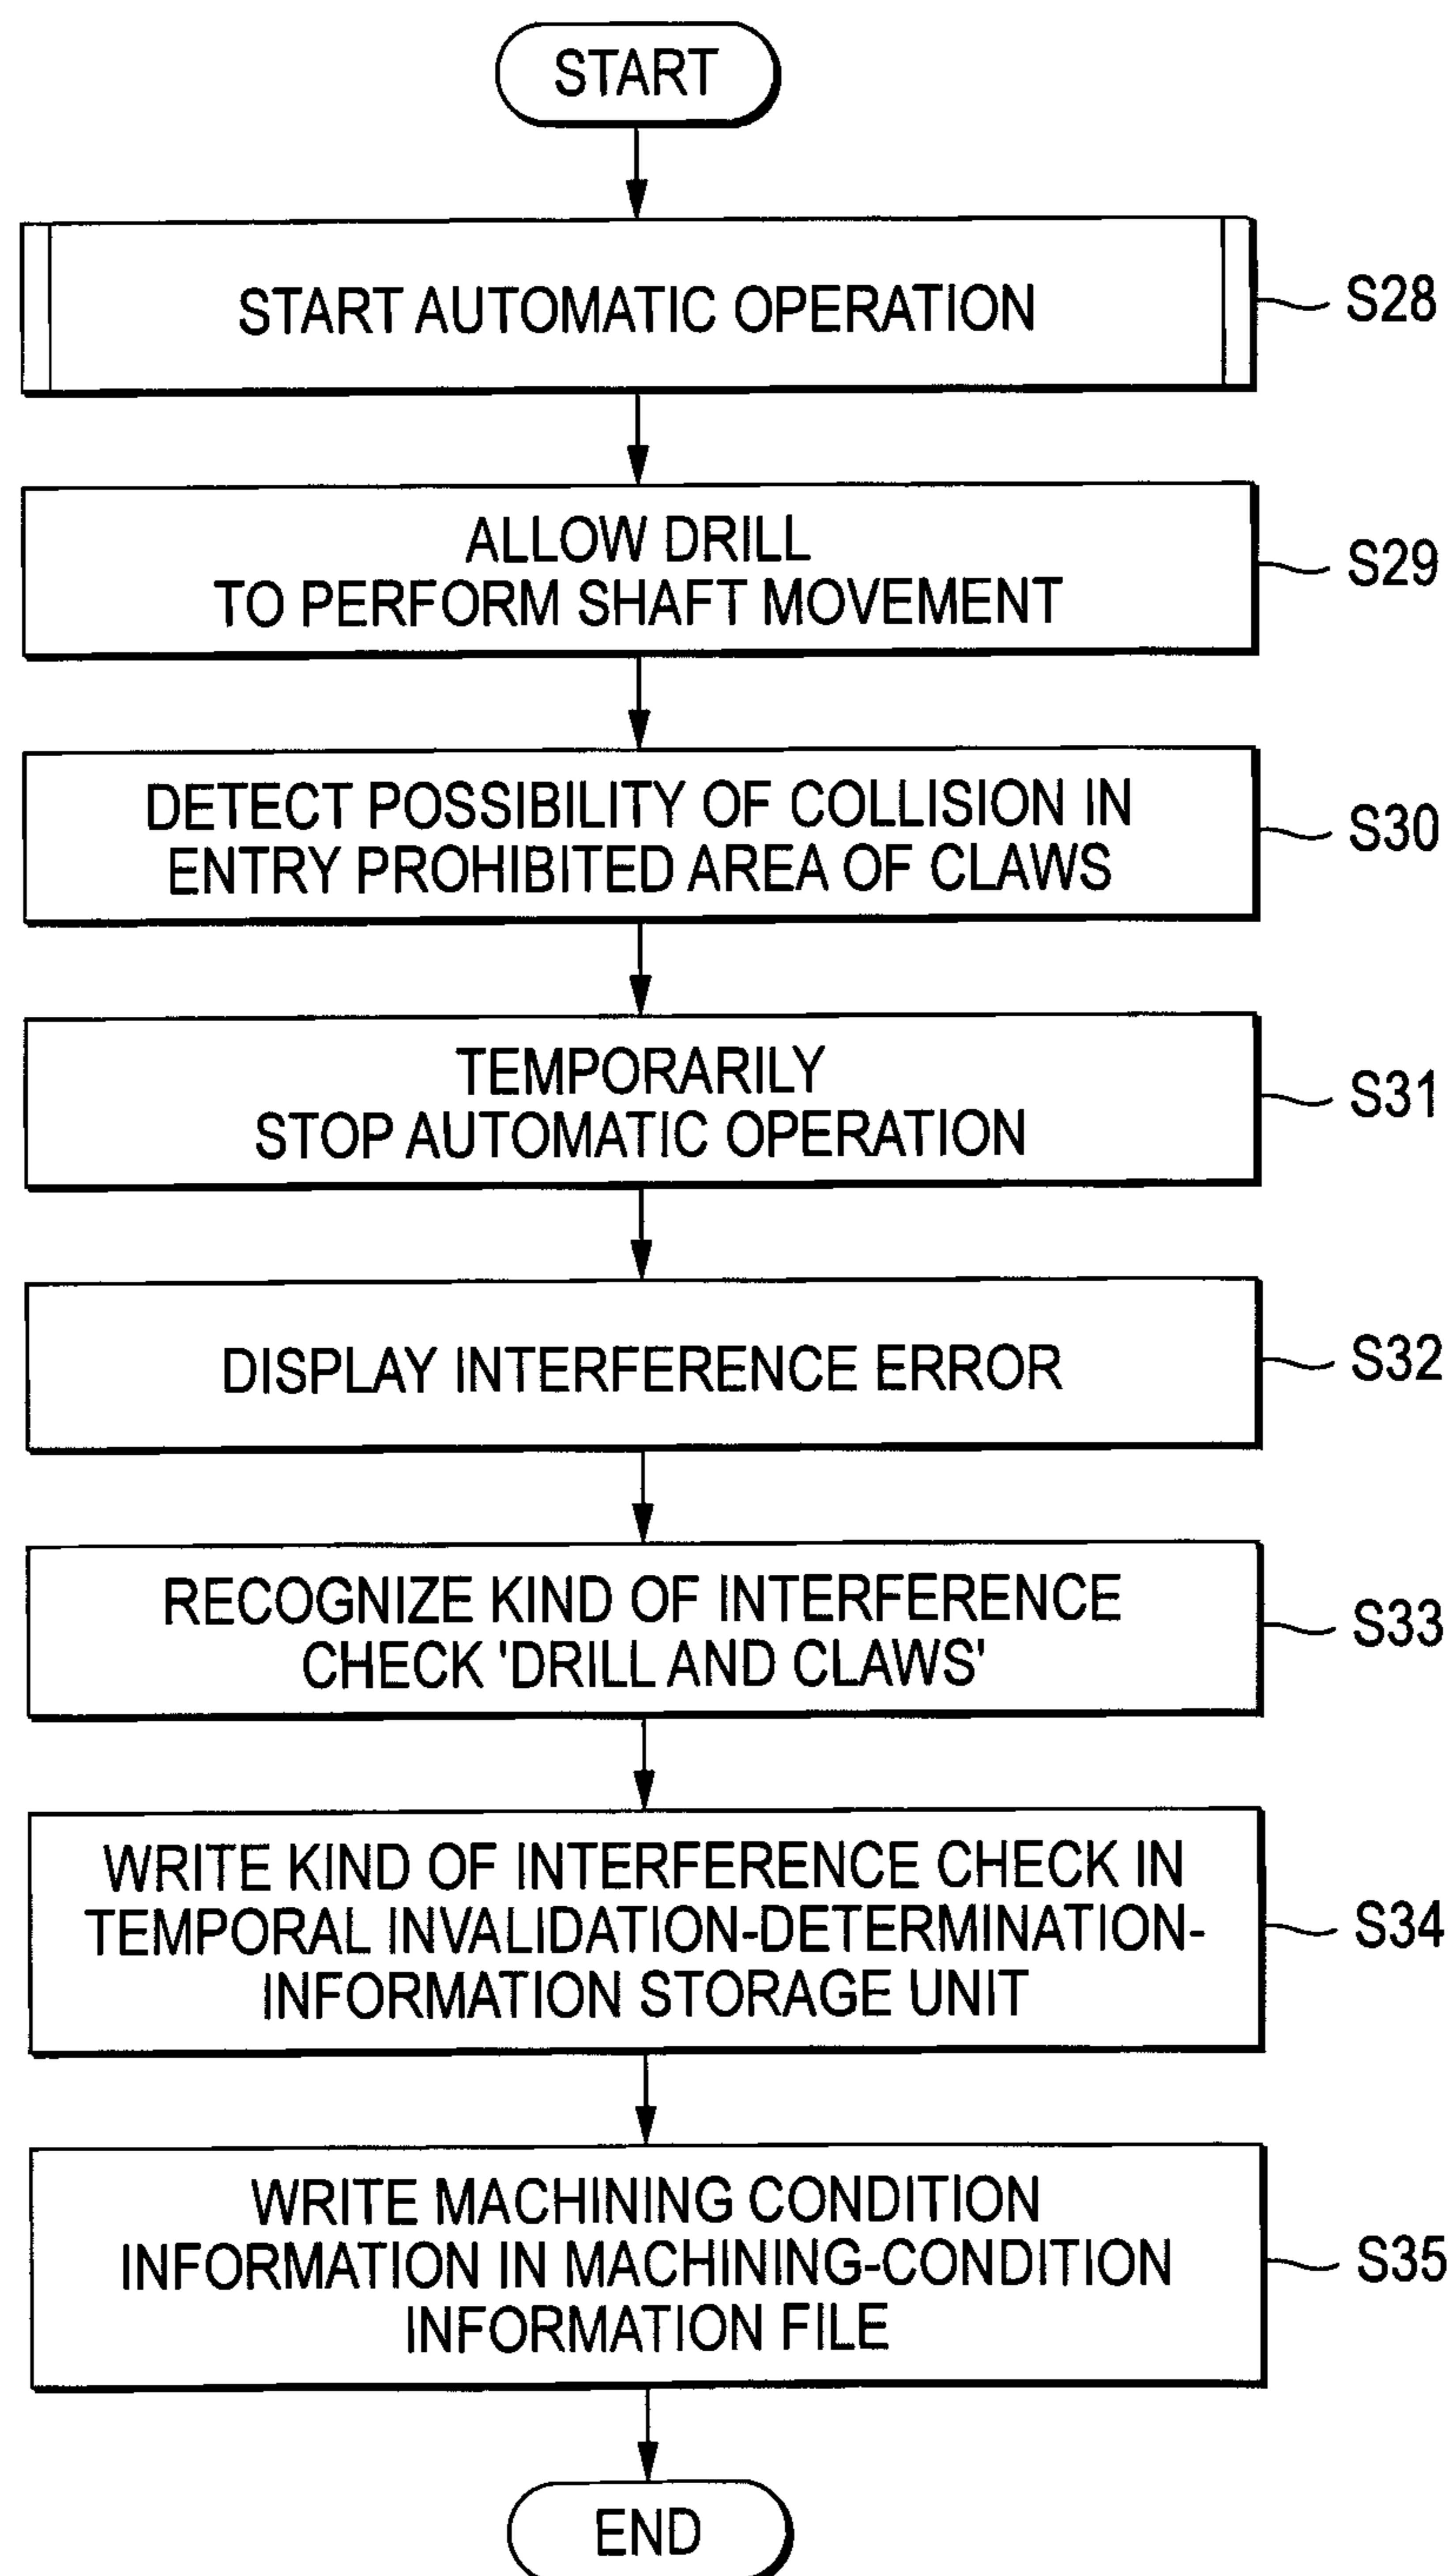 START
START AUTOMATIC OPERATION
S28
ALLOW DRILL
TO PERFORM SHAFT MOVEMENT
S29
DETECT POSSIBILITY OF COLLISION IN
ENTRY PROHIBITED AREA OF CLAWS
S30
TEMPORARILY
STOP AUTOMATIC OPERATION
S31
DISPLAY INTERFERENCE ERROR
S32
RECOGNIZE KIND OF INTERFERENCE
CHECK 'DRILL AND CLAWS'
S33
WRITE KIND OF INTERFERENCE CHECK IN
TEMPORAL INVALIDATION-DETERMINATION-
INFORMATION STORAGE UNIT
S34
WRITE MACHINING CONDITION
INFORMATION IN MACHINING-CONDITION
INFORMATION FILE
S35
END